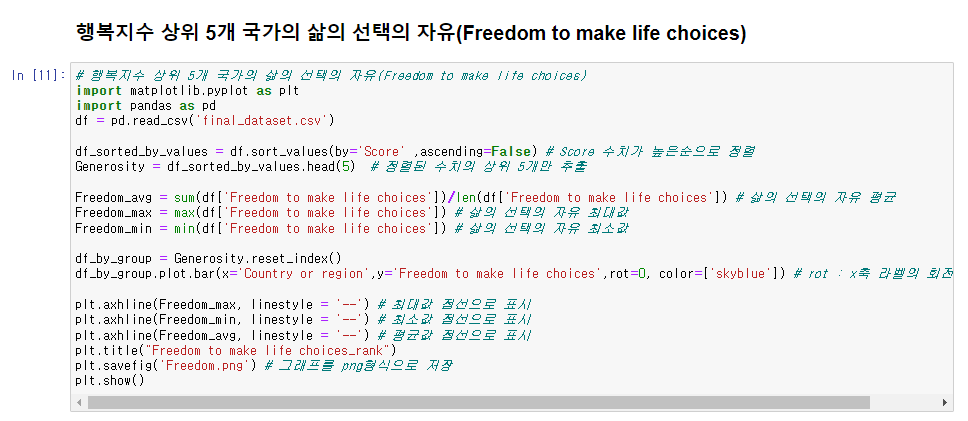 행복지수 상위 5개 국가의 삶의 선택의 자유(Freedom to make life choices)
In [11]:
# 행복지수 상위 5개 국가의 삶의 선택의 자유(Freedom to make life choices)
import matplotlib.pyplot as plt
import pandas as pd
df = pd.read_csv('final_dataset.csv')
df_sorted_by_values = df.sort_values(by='Score' ,ascending=False) # Score 수치가 높은순으로 정렬
Generosity = df_sorted_by_values.head(5)  # 정렬된 수치의 상위 5개만 추출
Freedom_avg = sum(df['Freedom to make life choices'])/len(df['Freedom to make life choices']) # 삶의 선택의 자유 평균
Freedom_max = max(df['Freedom to make life choices']) # 삶의 선택의 자유 최대값
Freedom_min = min(df['Freedom to make life choices']) # 삶의 선택의 자유 최소값
df_by_group = Generosity.reset_index()
df_by_group.plot.bar(x='Country or region',y='Freedom to make life choices',rot=0, color=['skyblue']) # rot : x축 라벨의 회전
plt.axhline(Freedom_max, linestyle = '--') # 최대값 점선으로 표시
plt.axhline(Freedom_min, linestyle = '--') # 최소값 점선으로 표시
plt.axhline(Freedom_avg, linestyle = '--') # 평균값 점선으로 표시
plt.title("Freedom to make life choices_rank")
plt.savefig('Freedom.png') # 그래프를 png형식으로 저장
plt.show()